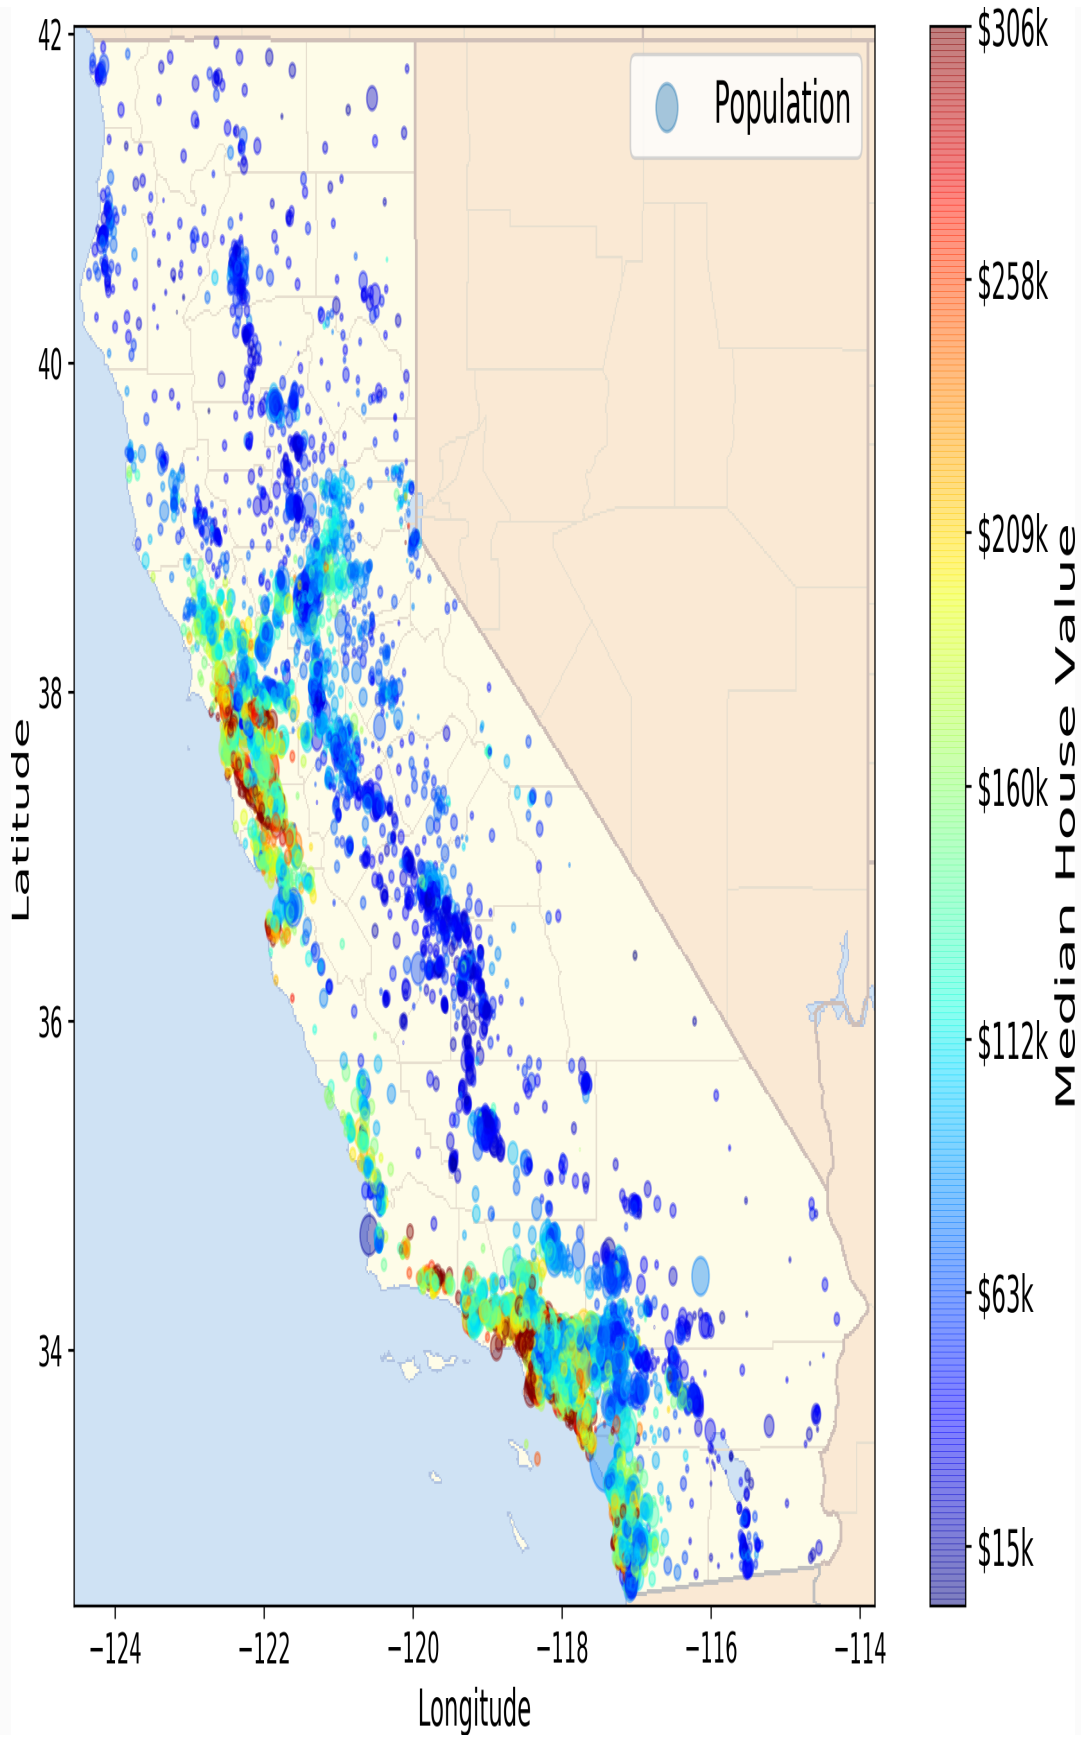 42
40
38
36
34
Latitude
−124
−122
−120
−118
−116
−114
Longitude
Population
$306k
$258k
$209k
$160k
$112k
$63k
$15k
Median House Value